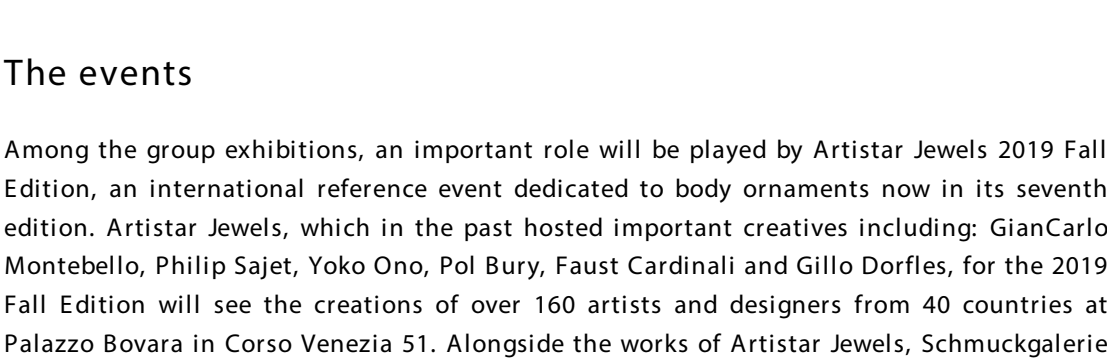 The events
Among the group exhibitions, an important role will be played by Artistar Jewels 2019 Fall
Edition, an international reference event dedicated to body ornaments now in its seventh
edition. Artistar Jewels, which in the past hosted important creatives including: GianCarlo
Montebello, Philip Sajet, Yoko Ono, Pol Bury, Faust Cardinali and Gillo Dorfles, for the 2019
Fall Edition will see the creations of over 160 artists and designers from 40 countries at
Palazzo Bovara in Corso Venezia 51. Alongside the works of Artistar Jewels, Schmuckgalerie